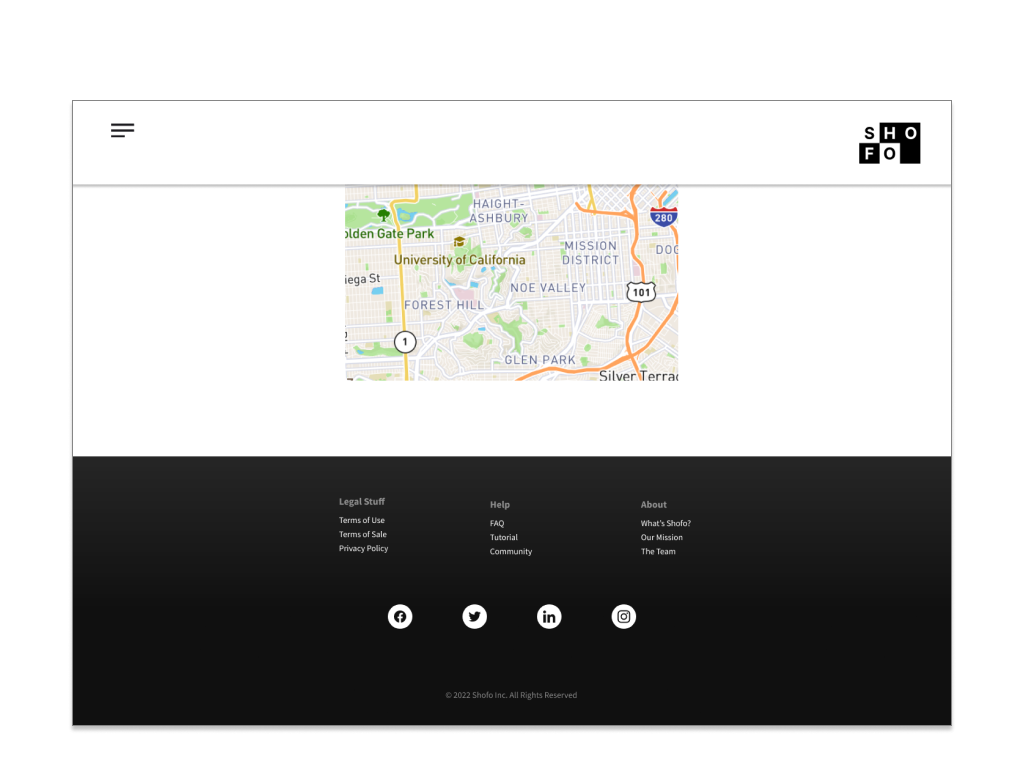 SHO
FO
HAIGHT-
ASHBURY
280
olden Gate Park
MISSION
DISTRICT
DOG
University of California
iega St
NOE VALLEY
101
FOREST HILL
1
GLEN PARK
Silver Terrac
Legal Stuff
Terms of Use
Terms of Sale
Privacy Policy
Help
FAQ
Tutorial
Community
About
What's Shofo?
Our Mission
The Team
© 2022 Shofo Inc. All Rights Reserved